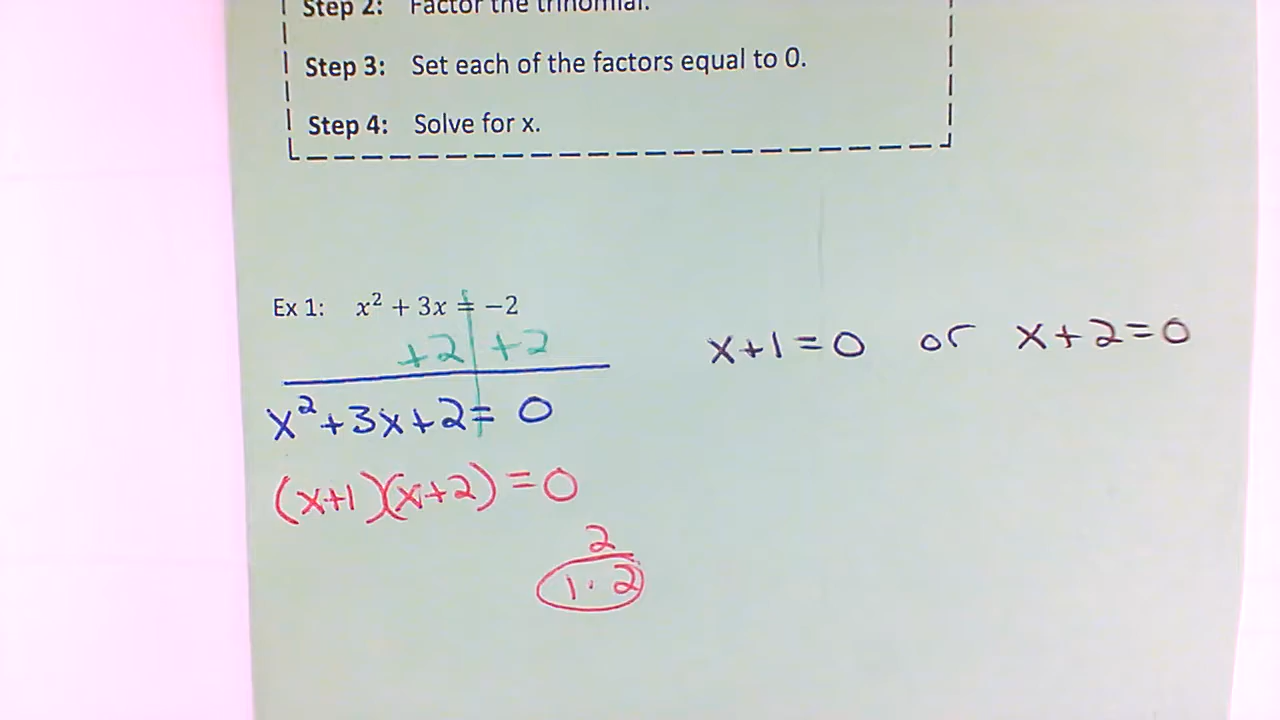 Step 2: Factor the trinomial.
Step 3: Set each of the factors equal to 0.
Step 4: Solve for x.
Ex 1: x² + 3x = −2
+2 +2
x²+3x+2= 0
(x+1)(x+2)=0
2
1·2
x+1=0 or x+2=0